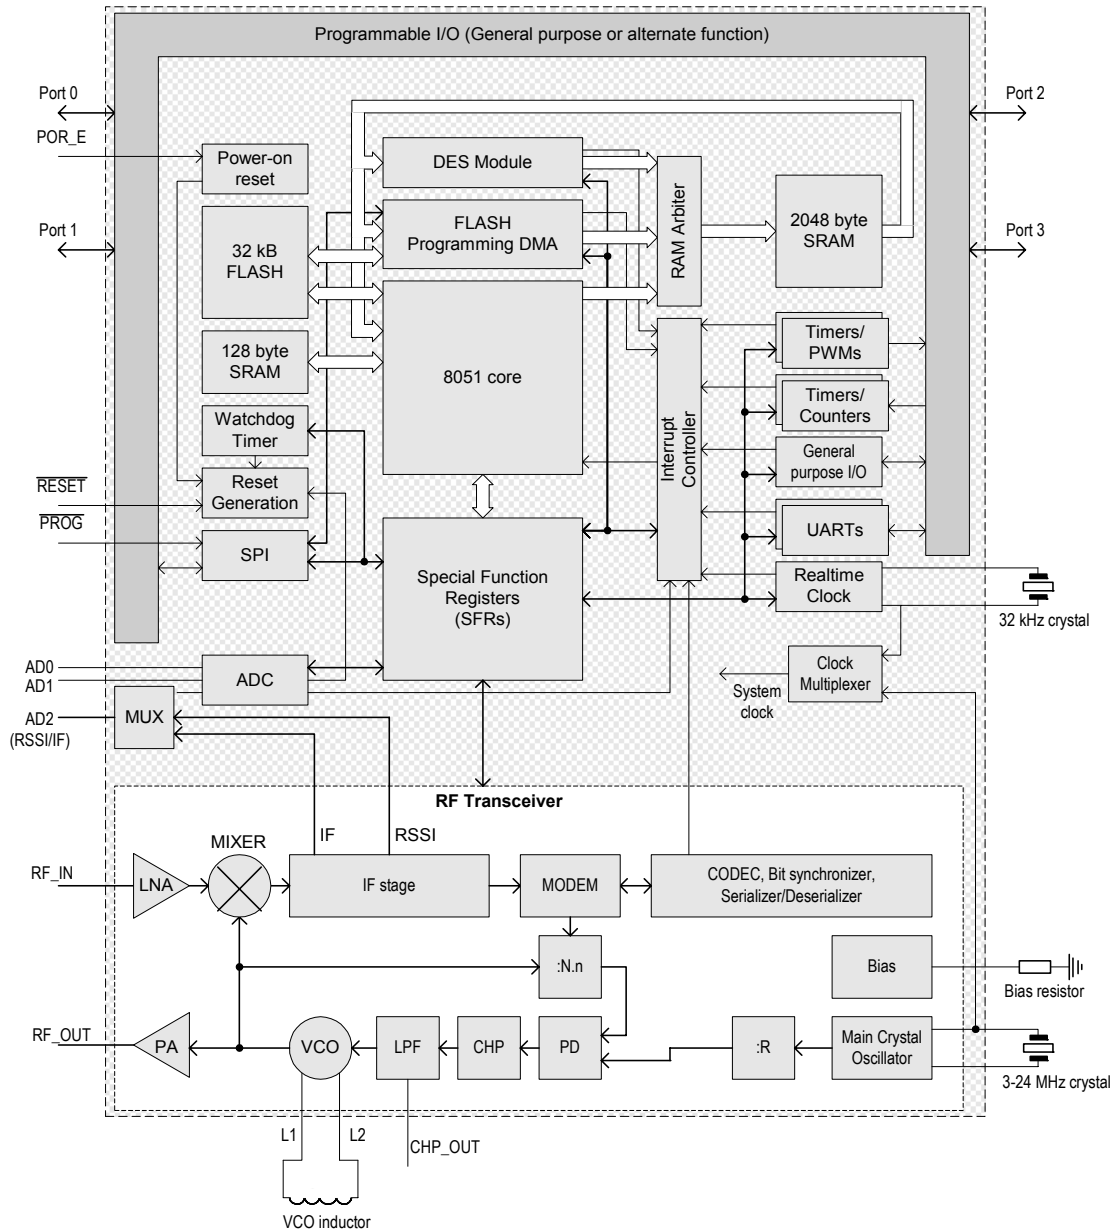 Programmable I/O (General purpose or alternate function)
Port 0
Port 2
POR_E
Power-on
reset
DES Module
RAM Arbiter
2048 byte
SRAM
Port 1
Port 3
32 kB
FLASH
FLASH
Programming DMA
128 byte
SRAM
8051 core
Interrupt
Controller
Timers/
PWMs
Timers/
Counters
Watchdog
Timer
General
purpose I/O
RESET
Reset
Generation
PROG
SPI
UARTs
Special Function
Registers
(SFRs)
Realtime
Clock
32 kHz crystal
AD0
AD1
ADC
Clock
Multiplexer
System
clock
AD2
(RSSI/IF)
MUX
RF Transceiver
IF
RSSI
MIXER
RF_IN
LNA
IF stage
MODEM
CODEC, Bit synchronizer,
Serializer/Deserializer
:N.n
Bias
Bias resistor
RF_OUT
PA
VCO
LPF
CHP
PD
:R
Main Crystal
Oscillator
3-24 MHz crystal
L1
L2
CHP_OUT
VCO inductor